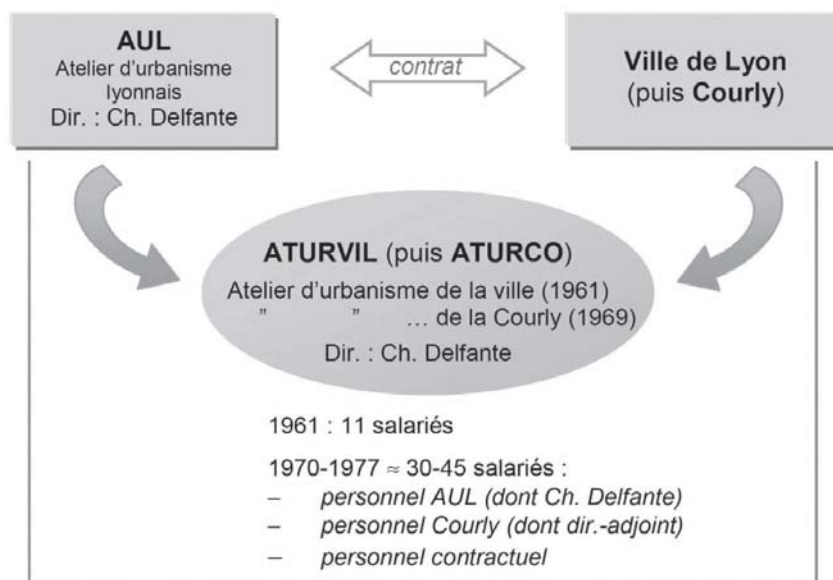 AUL
Atelier d'urbanisme
lyonnais
Dir. : Ch. Delfante
contrat
Ville de Lyon
(puis Courly)
ATURVIL (puis ATURCO)
Atelier d'urbanisme de la ville (1961)
” ” ... de la Courly (1969)
Dir. : Ch. Delfante
1961 : 11 salariés
1970-1977 ≈ 30-45 salariés :
– personnel AUL (dont Ch. Delfante)
– personnel Courly (dont dir.-adjoint)
– personnel contractuel